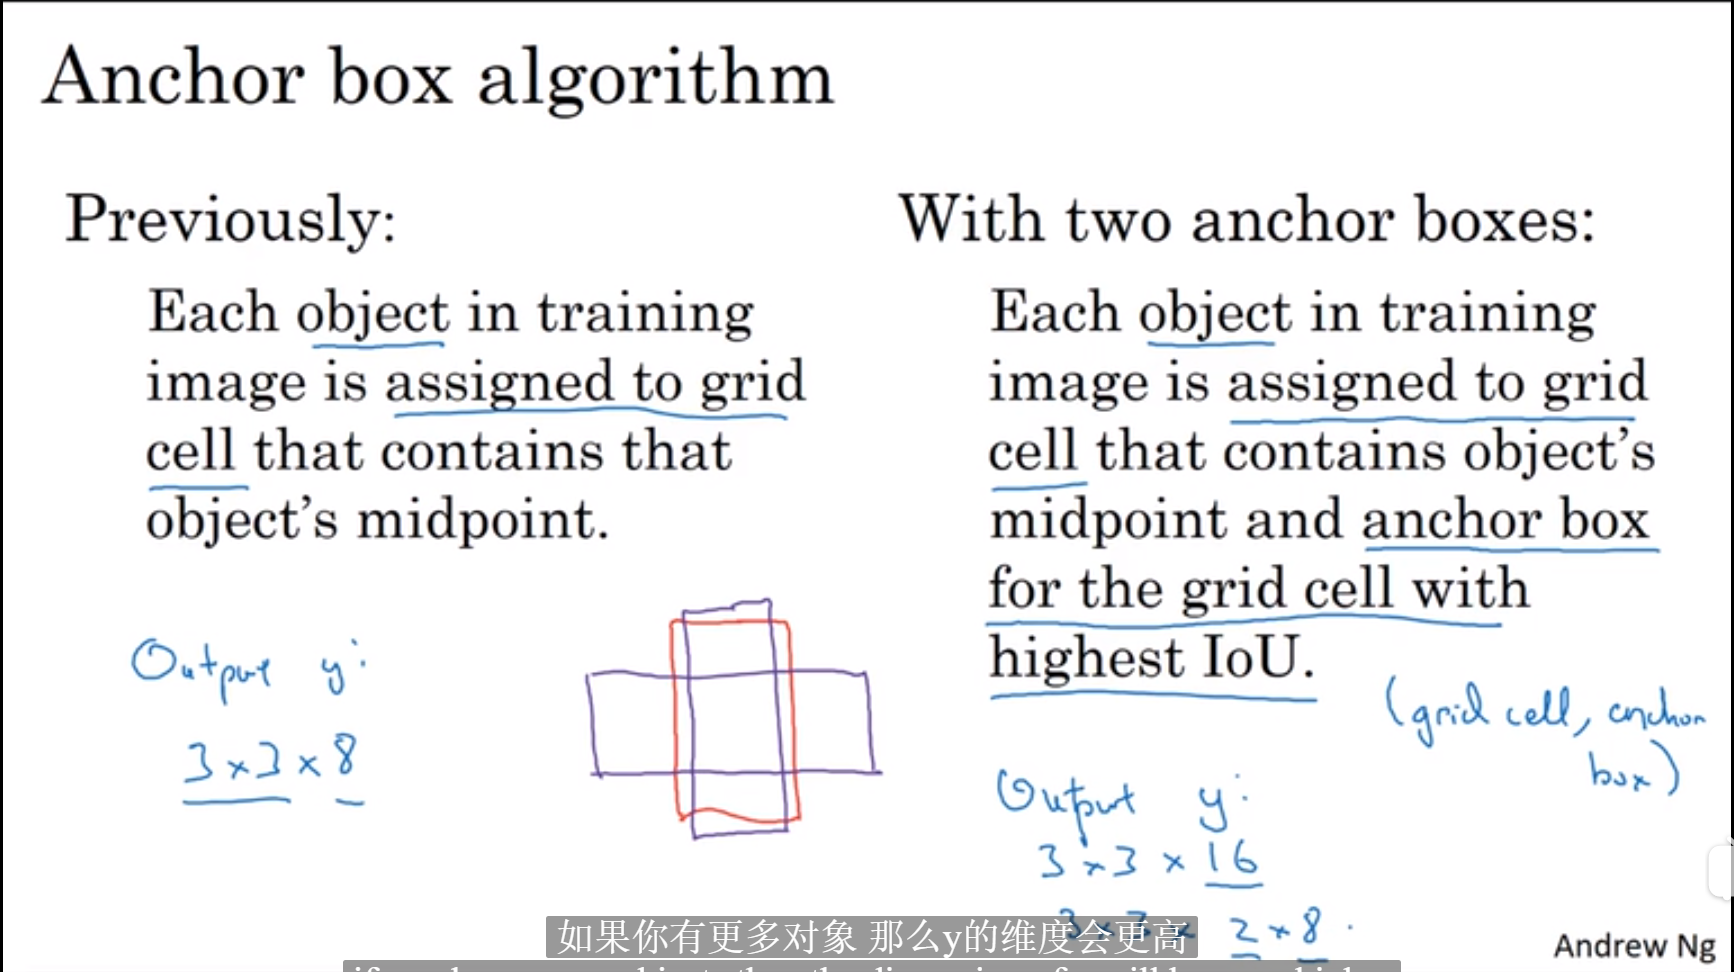 Anchor box algorithm
Previously:
Each object in training
image is assigned to grid
cell that contains that
object's midpoint.
Output y:
3×3×8
With two anchor boxes:
Each object in training
image is assigned to grid
cell that contains object's
midpoint and anchor box
for the grid cell with
highest IoU.
(grid cell, anchor
box)
Output y:
3×3×16
3×3×2×8.
如果你有更多对象 那么y的维度会更高
Andrew Ng